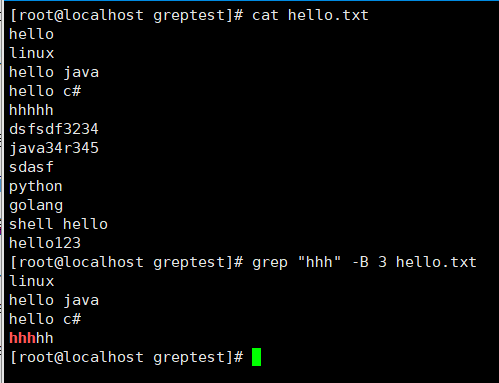 [root@localhost greptest]# cat hello.txt
hello
linux
hello java
hello c#
hhhhh
dsfsdf3234
java34r345
sdasf
python
golang
shell hello
hello123
[root@localhost greptest]# grep "hhh" -B 3 hello.txt
linux
hello java
hello c#
hhhhh
[root@localhost greptest]#